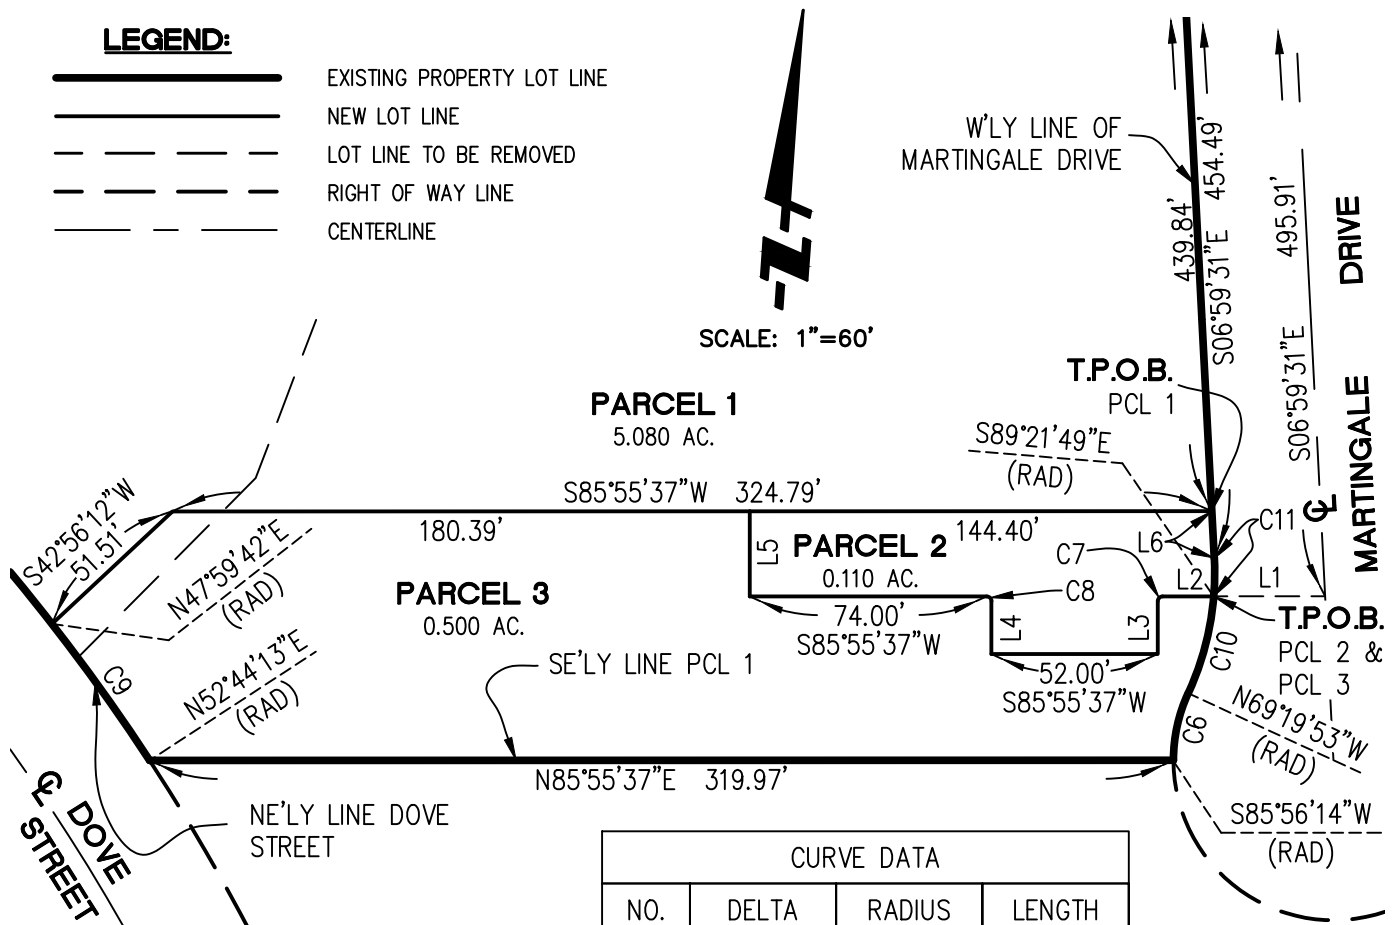 LEGEND:
EXISTING PROPERTY LOT LINE
NEW LOT LINE
LOT LINE TO BE REMOVED
RIGHT OF WAY LINE
CENTERLINE
SCALE: 1"=60'
W'LY LINE OF
MARTINGALE DRIVE
439.84'
S06°59'31"E 454.49'
S06°59'31"E 495.91'
MARTINGALE DRIVE
T.P.O.B.
PCL 1
PARCEL 1
5.080 AC.
S89°21'49"E
(RAD)
S85°55'37"W 324.79'
180.39'
144.40'
S42°56'12"W
51.51'
N47°59'42"E
(RAD)
L5
PARCEL 2
0.110 AC.
L6
C11
C7
C8
L2
L1
PARCEL 3
0.500 AC.
74.00'
S85°55'37"W
L4
L3
52.00'
S85°55'37"W
T.P.O.B.
PCL 2 &
PCL 3
C10
C9
N52°44'13"E
(RAD)
SE'LY LINE PCL 1
C6
N69°19'53"W
(RAD)
N85°55'37"E 319.97'
S85°56'14"W
(RAD)
NE'LY LINE DOVE
STREET
DOVE
STREET
CURVE DATA
NO. DELTA RADIUS LENGTH